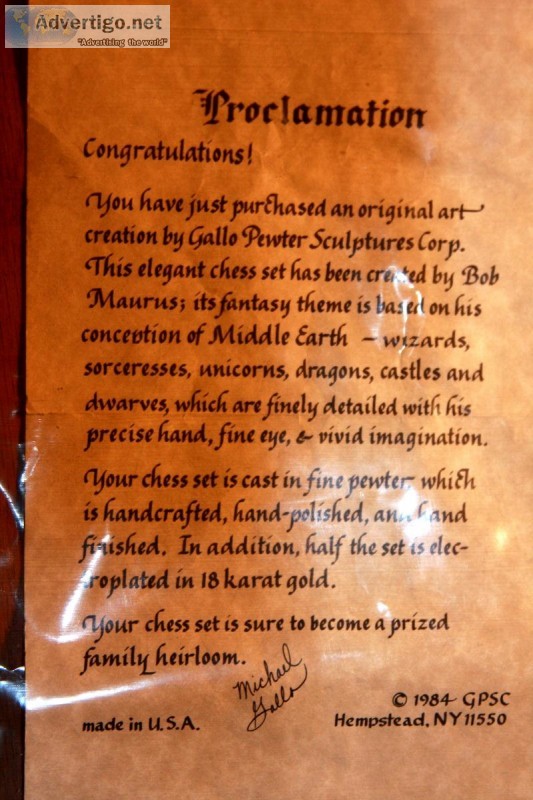 Advertigo.net
"Advertising the world"
Proclamation
Congratulations!
You have just purchased an original art
creation by Gallo Pewter Sculptures Corp.
This elegant chess set has been created by Bob
Maurus; its fantasy theme is based on his
conception of Middle Earth – wizards,
sorceresses, unicorns, dragons, castles and
dwarves, which are finely detailed with his
precise hand, fine eye, & vivid imagination.
Your chess set is cast in fine pewter which
is handcrafted, hand-polished, and hand
finished. In addition, half the set is elec-
troplated in 18 karat gold.
Your chess set is sure to become a prized
family heirloom.
Michael
Gallo
made in U.S.A.
© 1984 GPSC
Hempstead, NY 11550